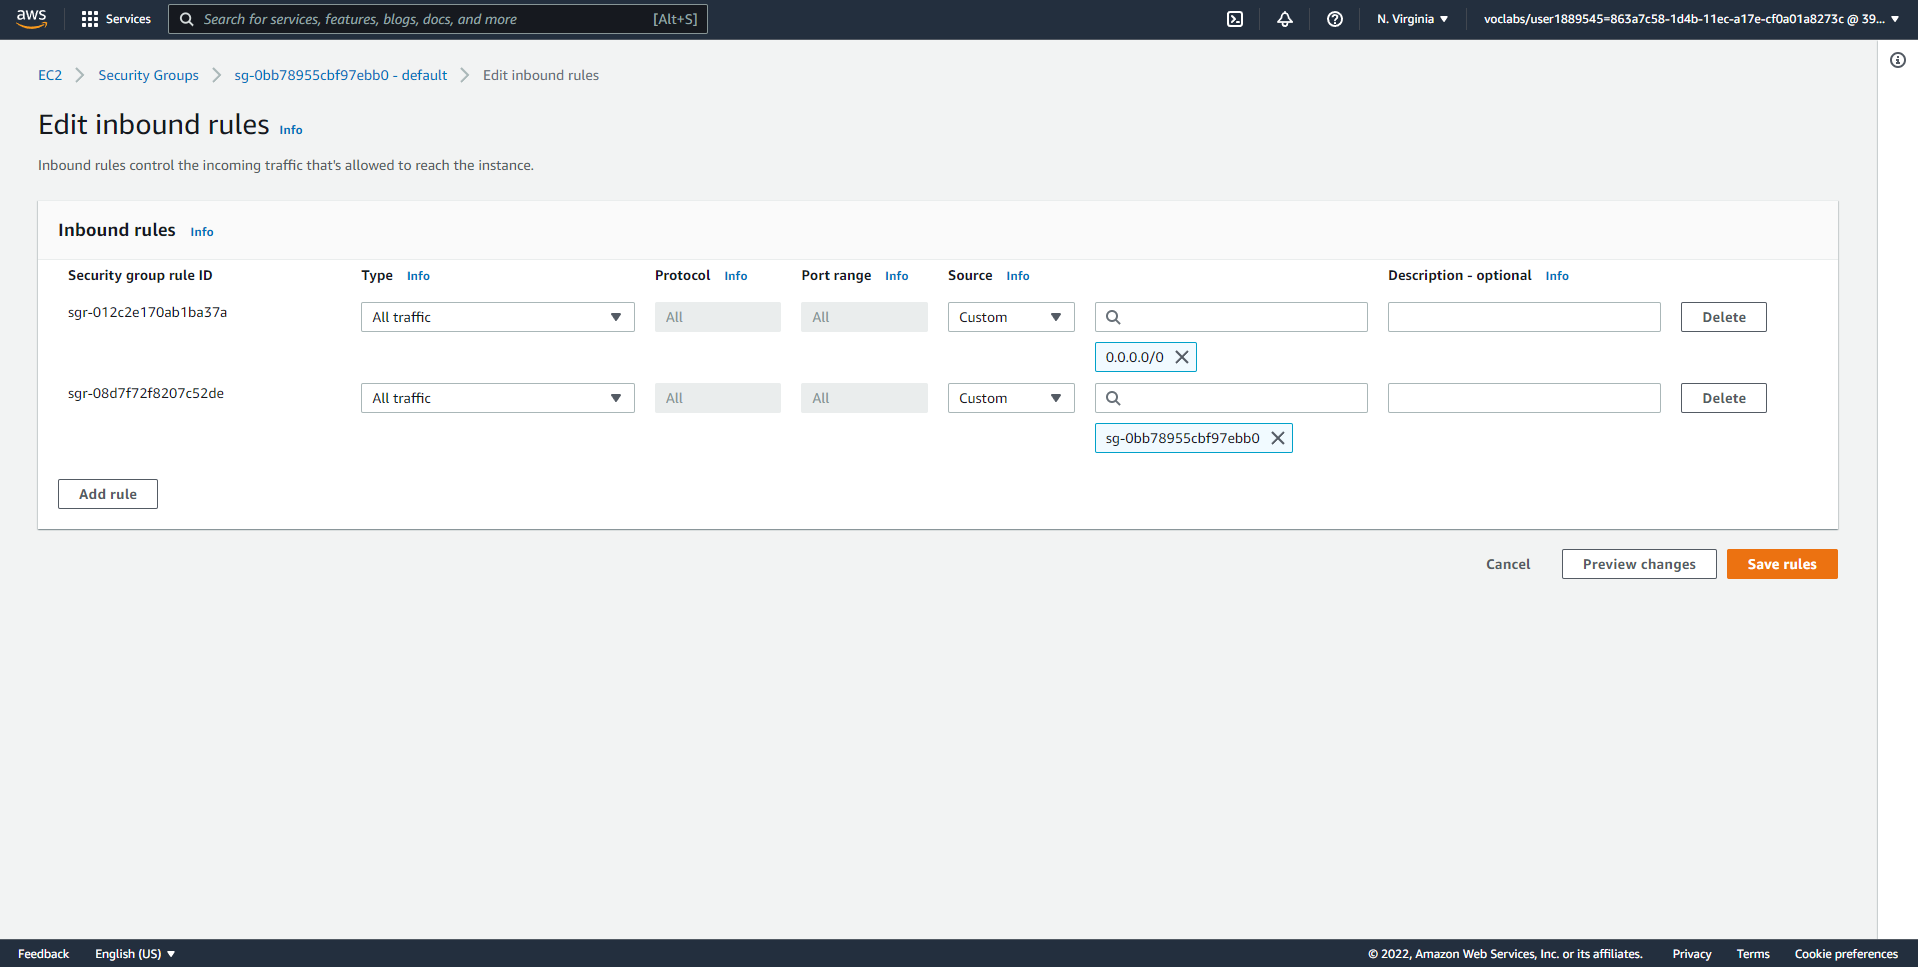 aws Services Search for services, features, blogs, docs, and more [Alt+S] N. Virginia voclabs/user1889545=863a7c58-1d4b-11ec-a17e-cf0a01a8273c @ 39...
EC2 Security Groups sg-0bb78955cbf97ebb0 - default Edit inbound rules
Edit inbound rules Info
Inbound rules control the incoming traffic that's allowed to reach the instance.
Inbound rules Info
Security group rule ID Type Info Protocol Info Port range Info Source Info Description - optional Info
sgr-012c2e170ab1ba37a All traffic All All Custom Delete
0.0.0.0/0
sgr-08d7f72f8207c52de All traffic All All Custom Delete
sg-0bb78955cbf97ebb0
Add rule
Cancel Preview changes Save rules
Feedback English (US) © 2022, Amazon Web Services, Inc. or its affiliates. Privacy Terms Cookie preferences